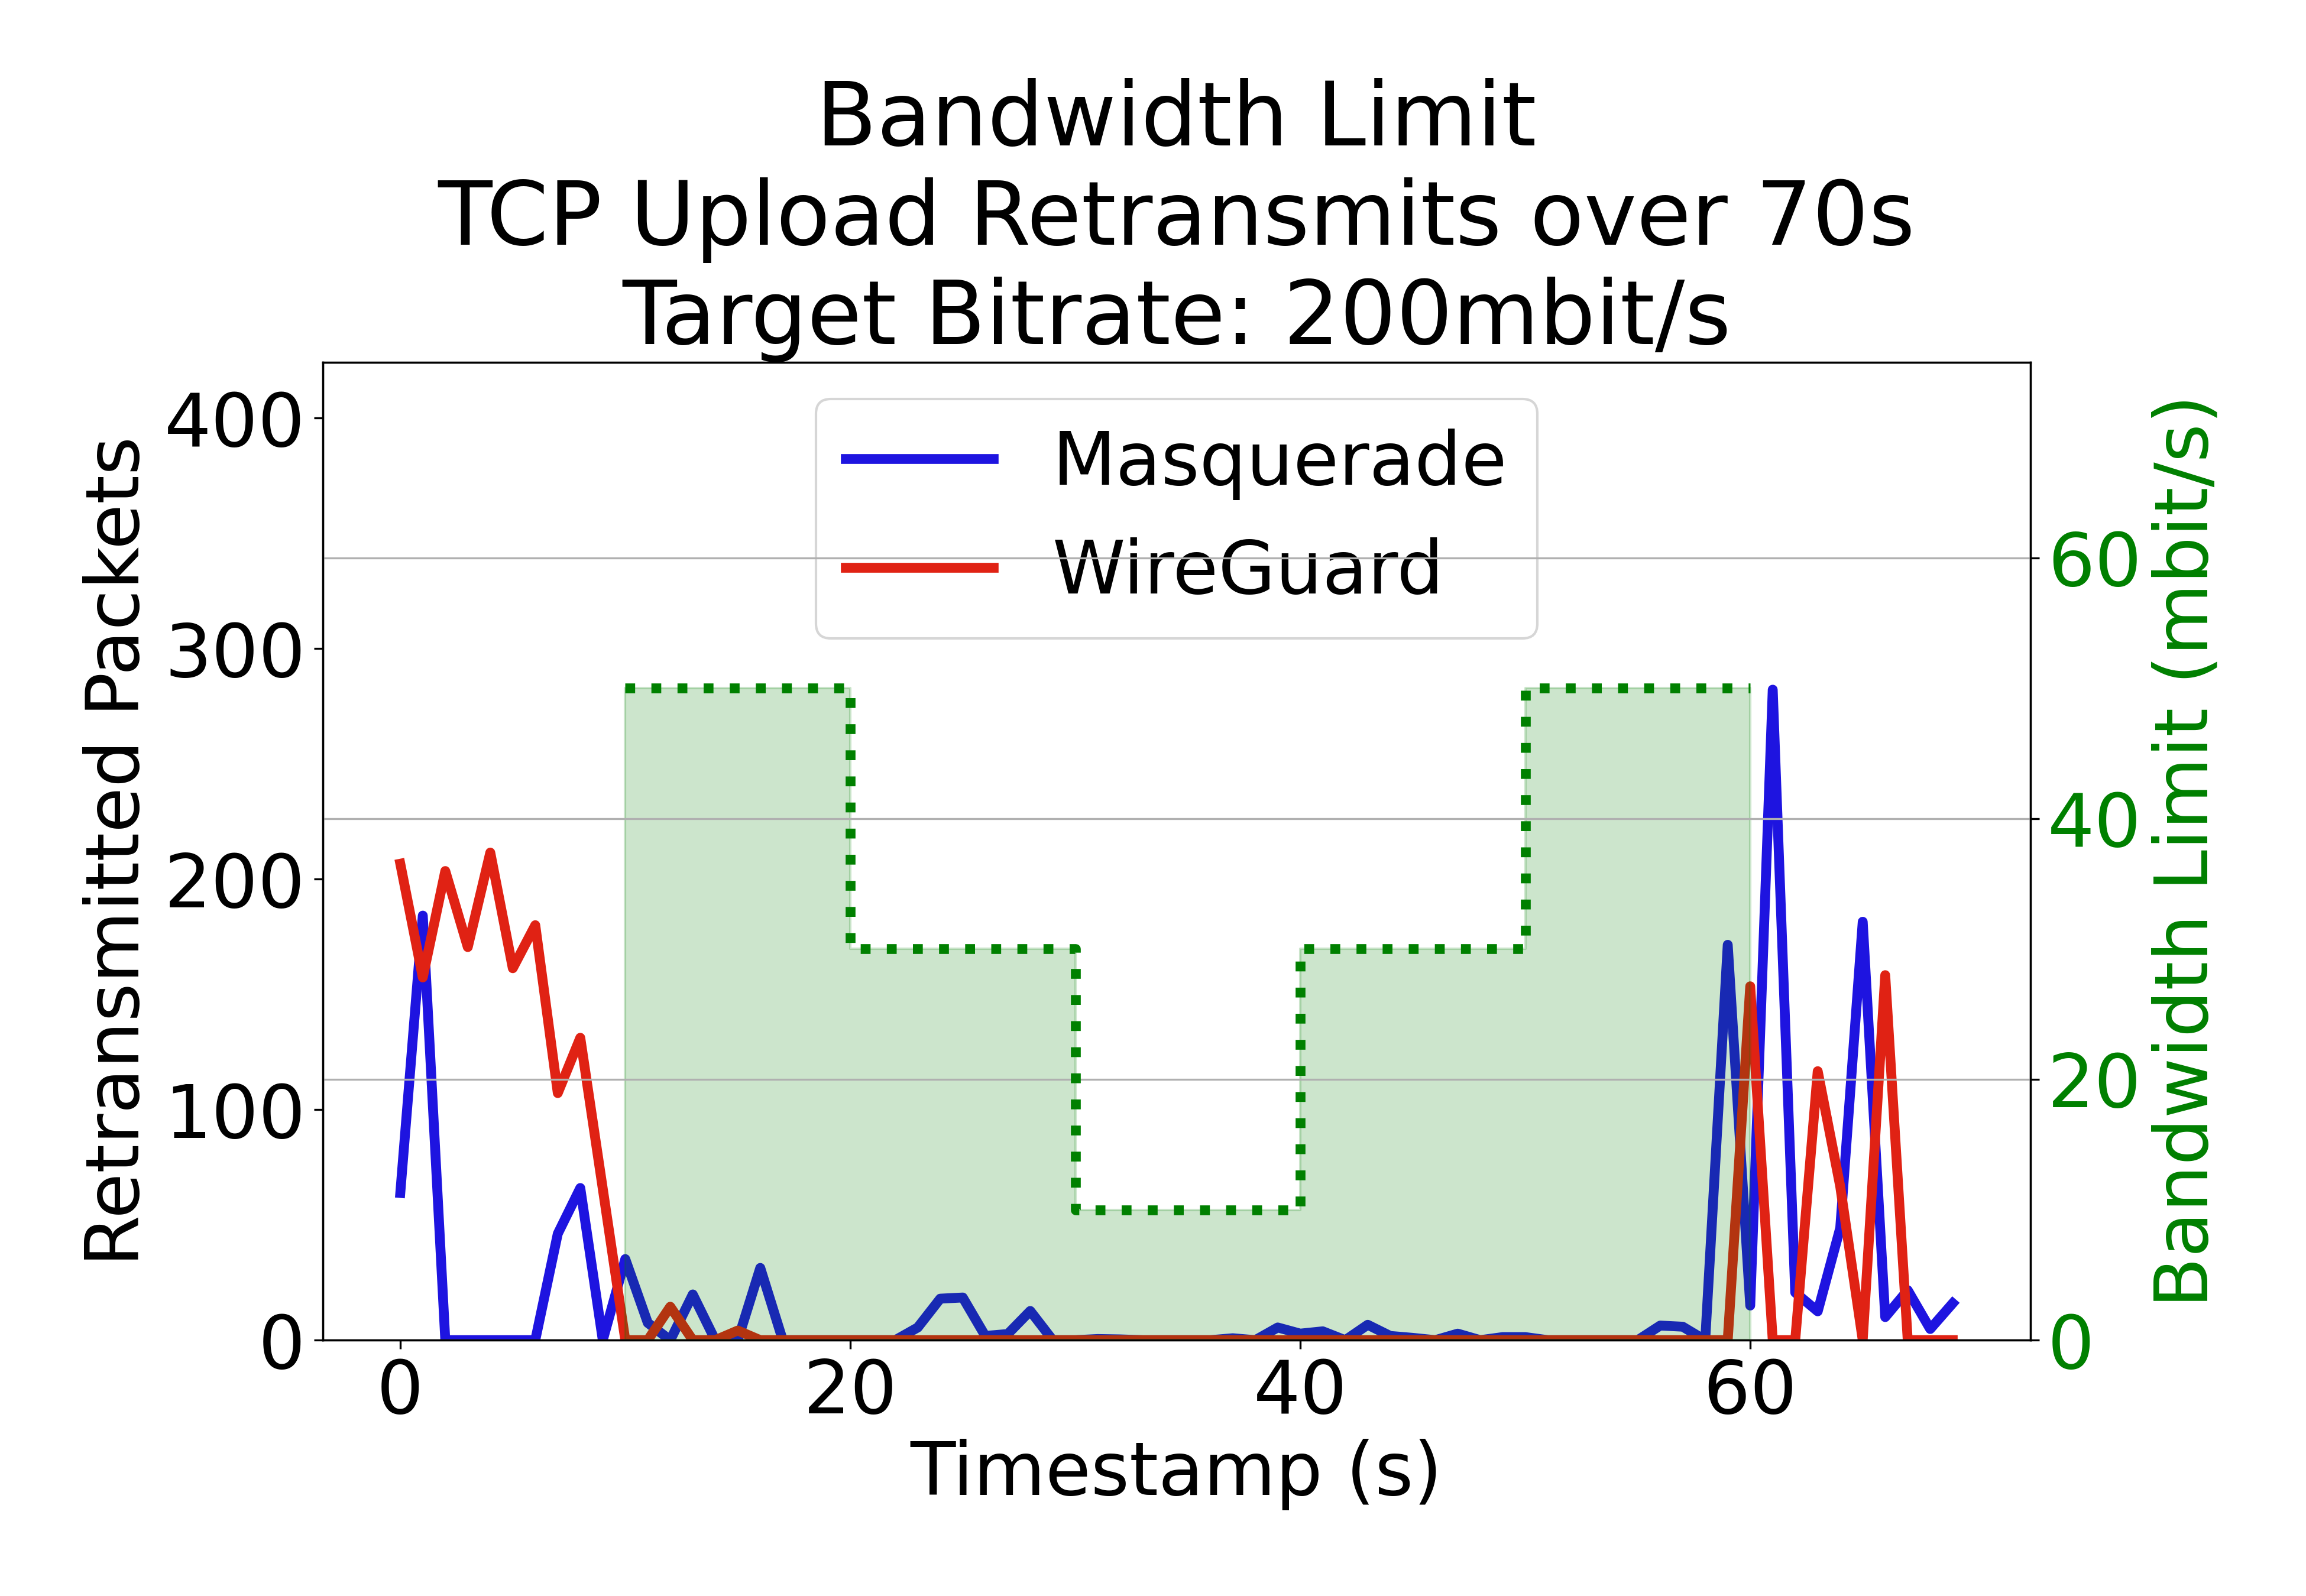 Bandwidth Limit
TCP Upload Retransmits over 70s
Target Bitrate: 200mbit/s
Masquerade
WireGuard
Retransmitted Packets
400
300
200
100
0
Bandwidth Limit (mbit/s)
60
40
20
0
0 20 40 60
Timestamp (s)